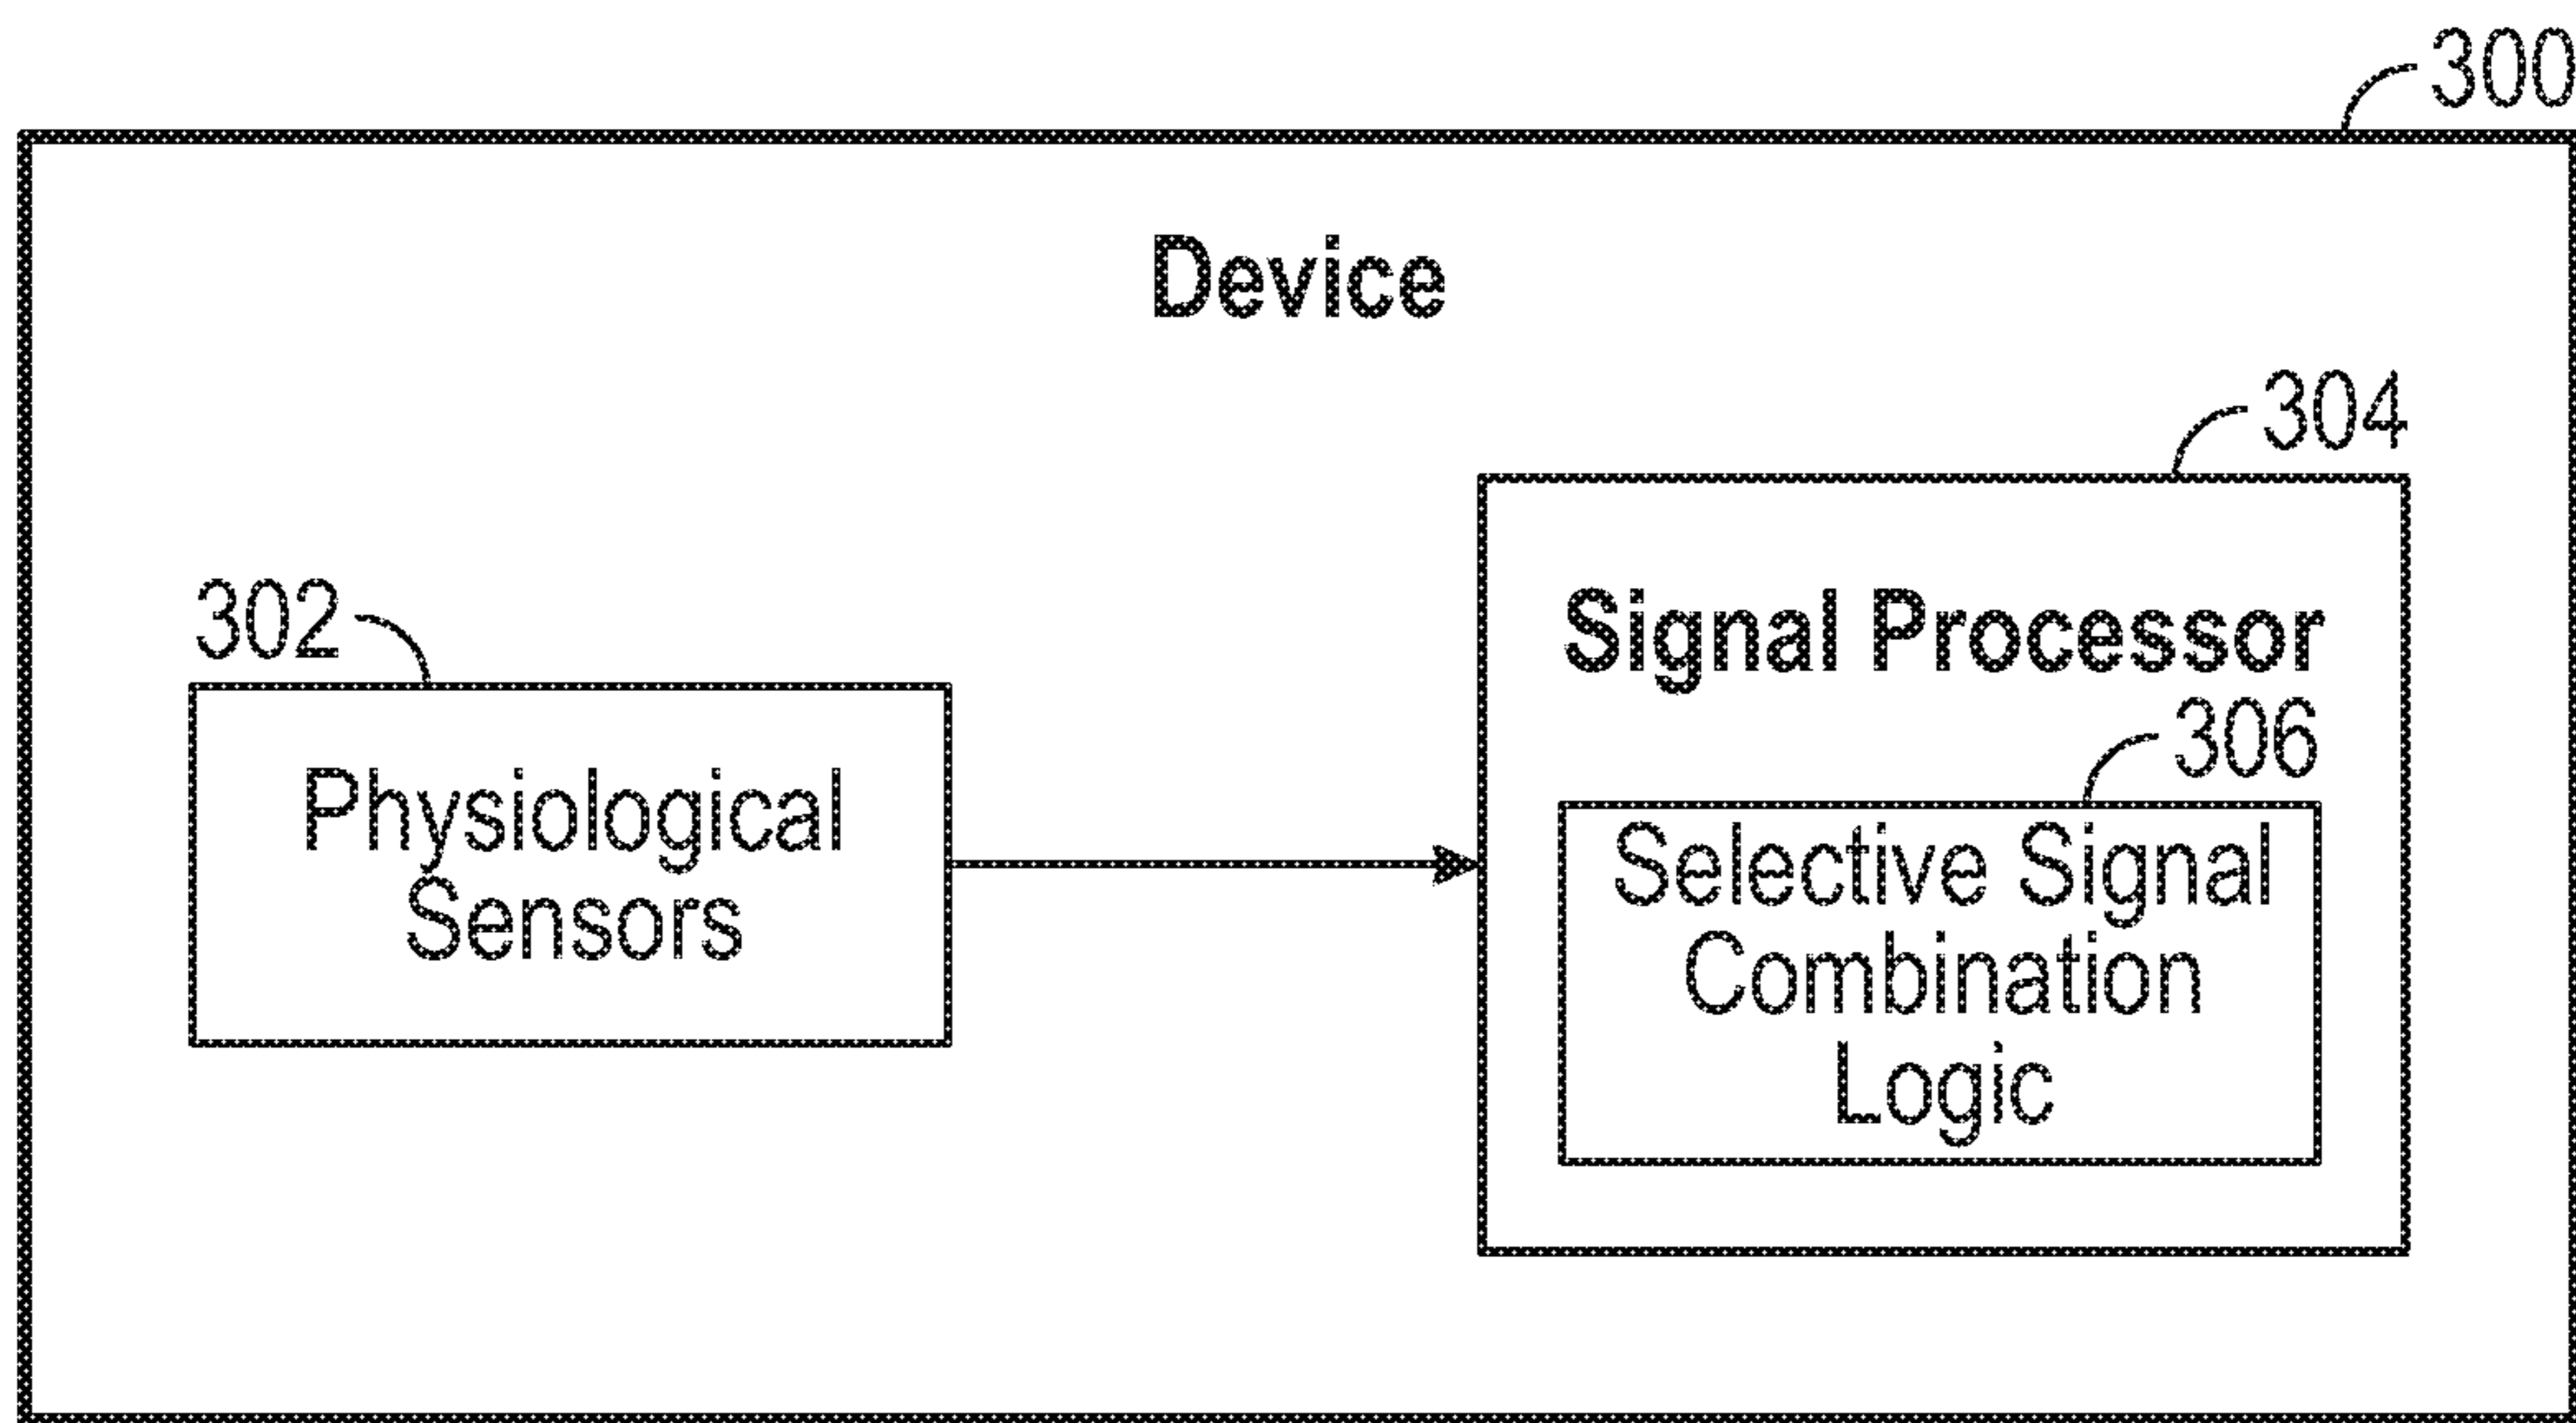 300
Device
304
302
Signal Processor
306
Physiological
Sensors
Selective Signal
Combination
Logic